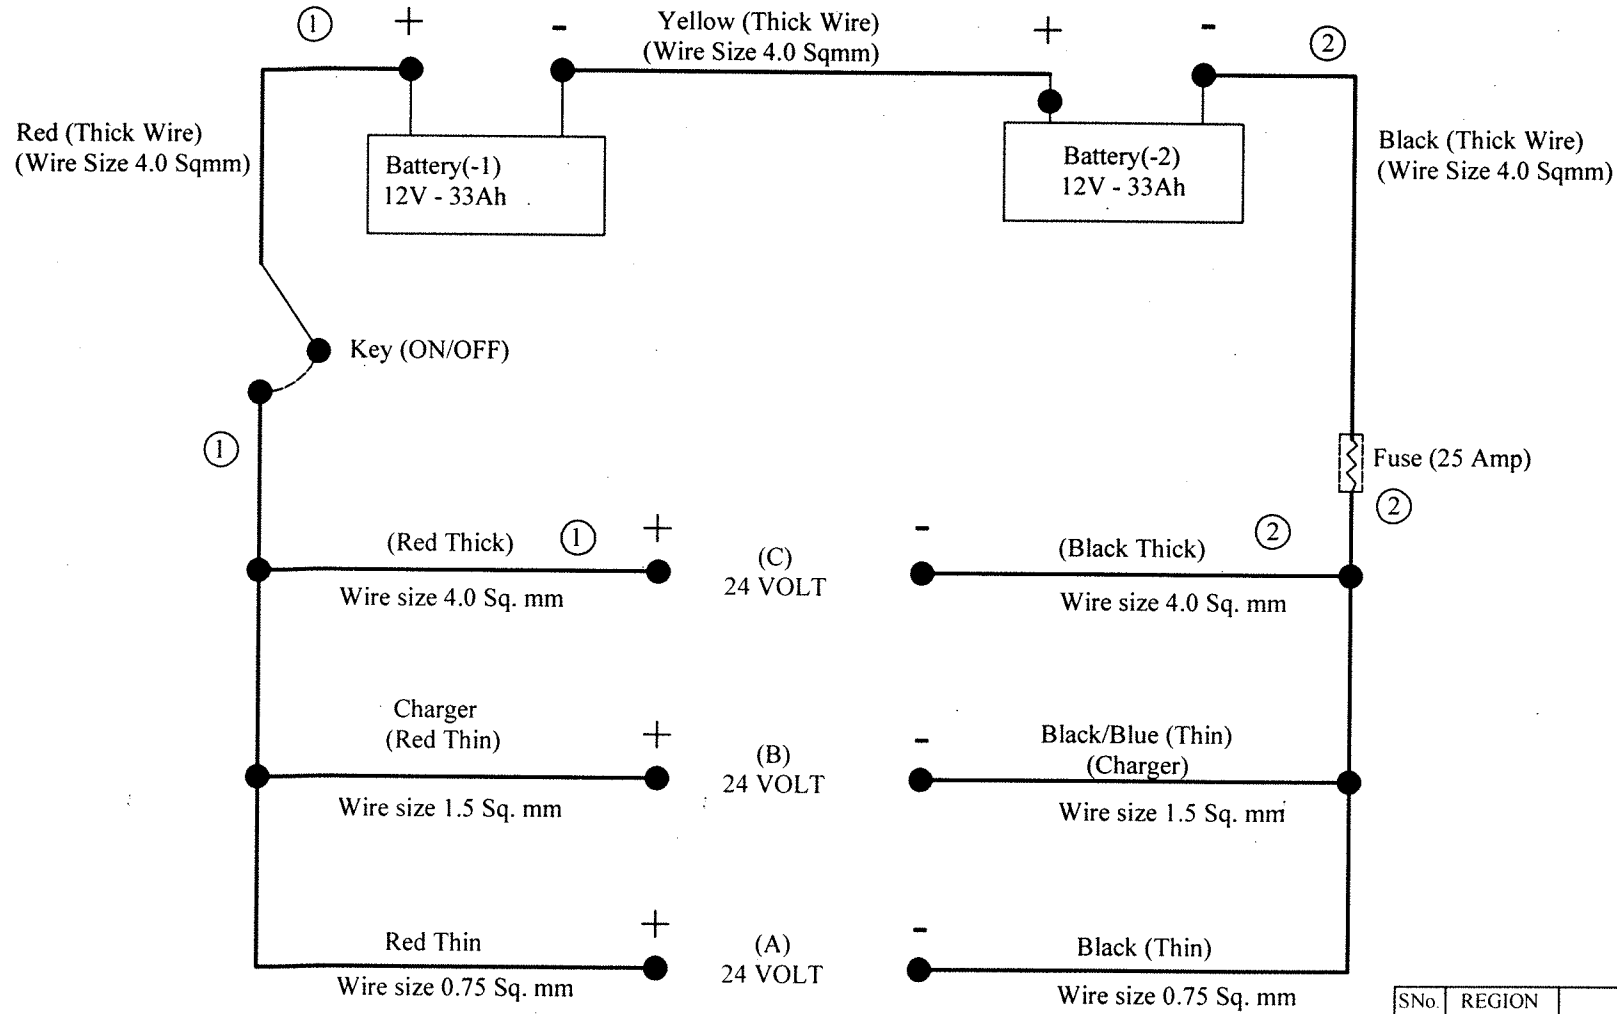 1
+
-
Yellow (Thick Wire)
(Wire Size 4.0 Sqmm)
+
-
2
Red (Thick Wire)
(Wire Size 4.0 Sqmm)
Battery(-1)
12V - 33Ah
Battery(-2)
12V - 33Ah
Black (Thick Wire)
(Wire Size 4.0 Sqmm)
Key (ON/OFF)
1
Fuse (25 Amp)
2
(Red Thick)
1
+
Wire size 4.0 Sq. mm
(C)
24 VOLT
-
(Black Thick)
2
Wire size 4.0 Sq. mm
Charger
(Red Thin)
+
Wire size 1.5 Sq. mm
(B)
24 VOLT
-
Black/Blue (Thin)
(Charger)
Wire size 1.5 Sq. mm
Red Thin
+
Wire size 0.75 Sq. mm
(A)
24 VOLT
-
Black (Thin)
Wire size 0.75 Sq. mm
SNo. REGION